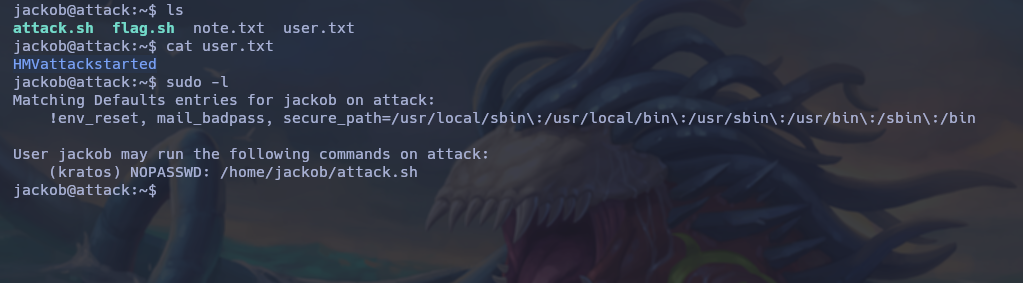 jackob@attack:~$ ls
attack.sh  flag.sh  note.txt  user.txt
jackob@attack:~$ cat user.txt
HMVattackstarted
jackob@attack:~$ sudo -l
Matching Defaults entries for jackob on attack:
    !env_reset, mail_badpass, secure_path=/usr/local/sbin\:/usr/local/bin\:/usr/sbin\:/usr/bin\:/sbin\:/bin
User jackob may run the following commands on attack:
    (kratos) NOPASSWD: /home/jackob/attack.sh
jackob@attack:~$